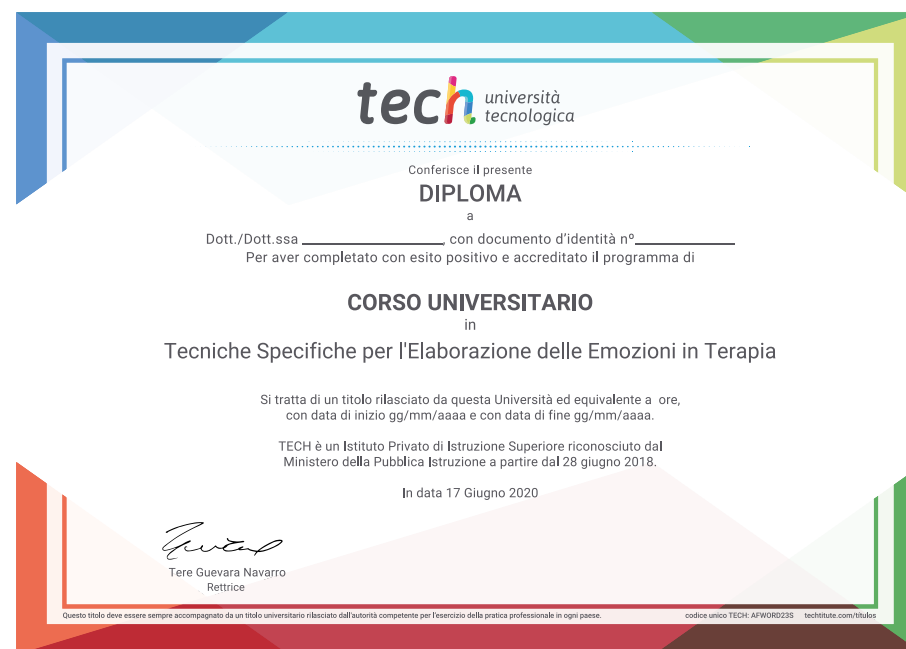 tech università
tecnologica
Conferisce il presente
DIPLOMA
a
Dott./Dott.ssa ____________________, con documento d'identità nº______________
Per aver completato con esito positivo e accreditato il programma di
CORSO UNIVERSITARIO
in
Tecniche Specifiche per l'Elaborazione delle Emozioni in Terapia
Si tratta di un titolo rilasciato da questa Università ed equivalente a ore,
con data di inizio gg/mm/aaaa e con data di fine gg/mm/aaaa.
TECH è un Istituto Privato di Istruzione Superiore riconosciuto dal
Ministero della Pubblica Istruzione a partire dal 28 giugno 2018.
In data 17 Giugno 2020
Tere Guevara Navarro
Rettrice
Questo titolo deve essere sempre accompagnato da un titolo universitario rilasciato dall'autorità competente per l'esercizio della pratica professionale in ogni paese. codice unico TECH: AFWORD23S techtitute.com/títulos